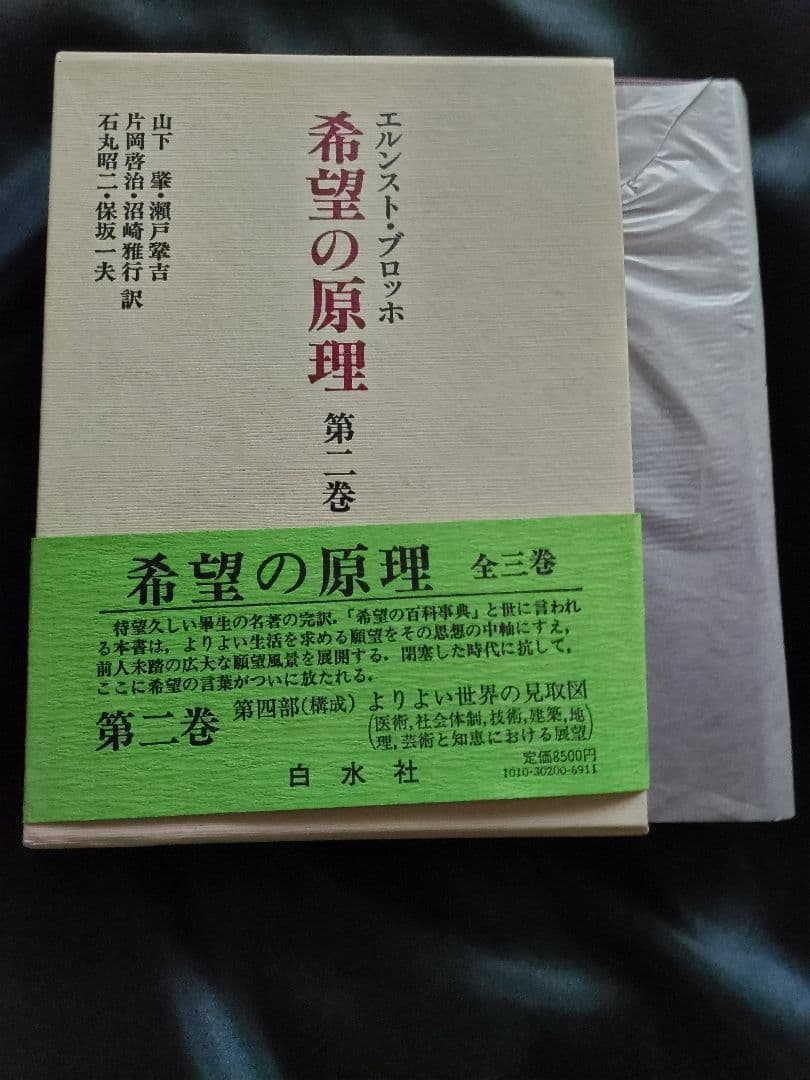 エルンスト・ブロッホ
希望の原理 第二巻
山下 肇・瀬戸鞏吉
片岡啓治・沼崎雅行 訳
石丸昭二・保坂一夫
希望の原理 全三巻
待望久しい畢生の名著の完訳.「希望の百科事典」と世に言われ
る本書は，よりよい生活を求める願望をその思想の中軸にすえ，
前人未踏の広大な願望風景を展開する．閉塞した時代に抗して，
ここに希望の言葉がついに放たれる．
第二巻 第四部(構成) よりよい世界の見取図
(医術,社会体制,技術,建築,地
理,芸術と知恵における展望)
定価8500円
1010-30200-6911
白水社